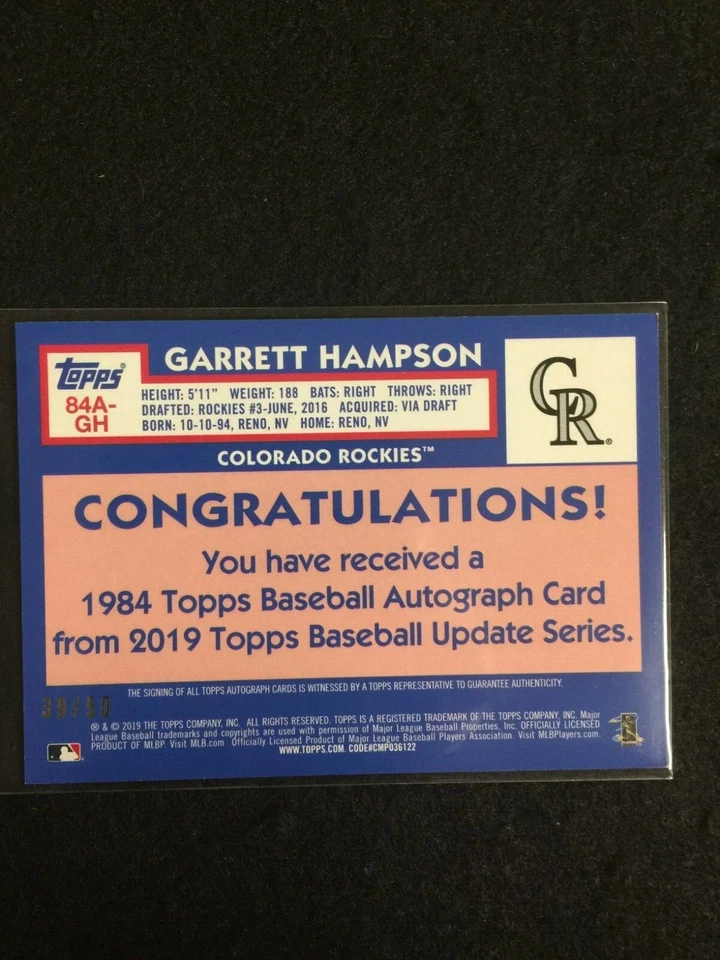 GARRETT HAMPSON
Topps
84A-
GH
HEIGHT: 5'11" WEIGHT: 188 BATS: RIGHT THROWS: RIGHT
DRAFTED: ROCKIES #3-JUNE, 2016 ACQUIRED: VIA DRAFT
BORN: 10-10-94, RENO, NV HOME: RENO, NV
CR®
COLORADO ROCKIES™
CONGRATULATIONS!
You have received a
1984 Topps Baseball Autograph Card
from 2019 Topps Baseball Update Series.
THE SIGNING OF ALL TOPPS AUTOGRAPH CARDS IS WITNESSED BY A TOPPS REPRESENTATIVE TO GUARANTEE AUTHENTICITY.
39/50
® & © 2019 THE TOPPS COMPANY, INC. ALL RIGHTS RESERVED. TOPPS IS A REGISTERED TRADEMARK OF THE TOPPS COMPANY, INC. Major
League Baseball trademarks and copyrights are used with permission of Major League Baseball Properties, Inc. OFFICIALLY LICENSED
PRODUCT OF MLBP. Visit MLB.com Officially Licensed Product of Major League Baseball Players Association. Visit MLBPlayers.com.
WWW.TOPPS.COM. CODE#CMP036122